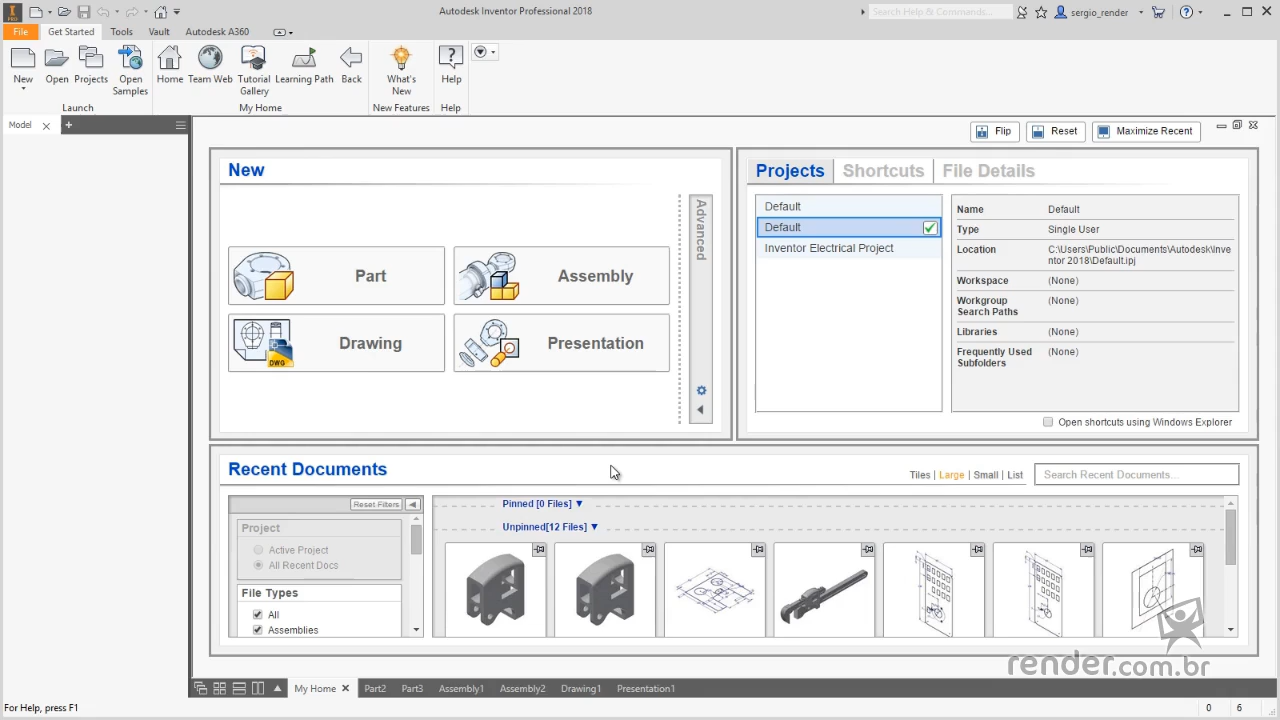 PRO
Autodesk Inventor Professional 2018
Search Help & Commands...
sergio_render
File
Get Started
Tools
Vault
Autodesk A360
New
Open
Projects
Open Samples
Home
Team Web
Tutorial Gallery
Learning Path
Back
What's New
Help
Launch
My Home
New Features
Help
Model
Flip
Reset
Maximize Recent
New
Part
Assembly
Drawing
DWG
Presentation
Advanced
Projects
Shortcuts
File Details
Default
Default
Inventor Electrical Project
Name Default
Type Single User
Location C:\Users\Public\Documents\Autodesk\Inve
ntor 2018\Default.ipj
Workspace (None)
Workgroup (None)
Search Paths
Libraries (None)
Frequently Used (None)
Subfolders
Open shortcuts using Windows Explorer
Recent Documents
Tiles | Large | Small | List
Search Recent Documents...
Reset Filters
Project
Active Project
All Recent Docs
File Types
All
Assemblies
Pinned [0 Files]
Unpinned[12 Files]
render.com.br
My Home
Part2
Part3
Assembly1
Assembly2
Drawing1
Presentation1
For Help, press F1
0
6